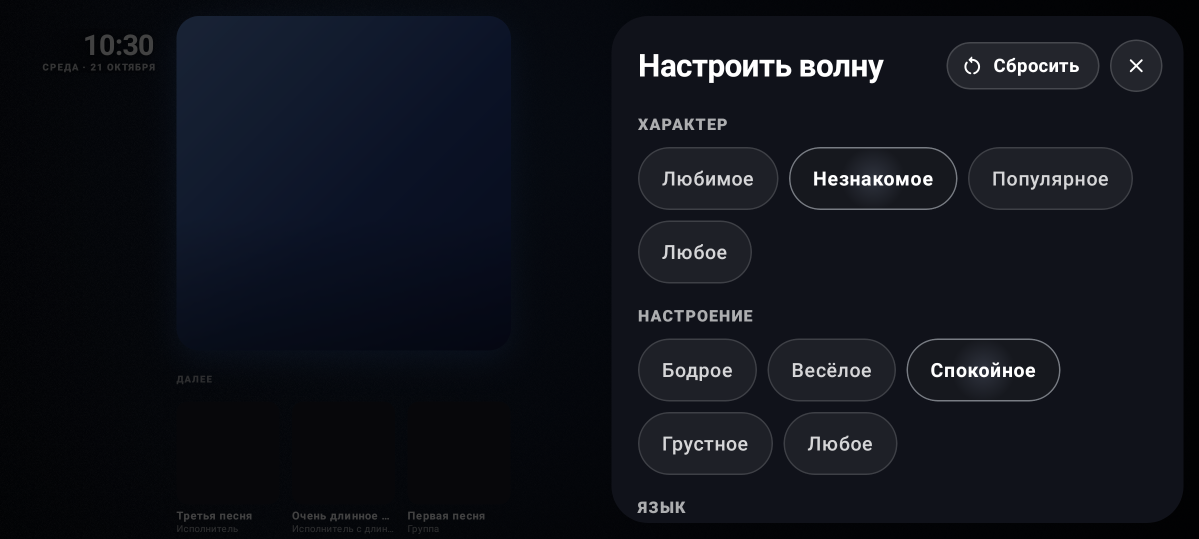 10:30
СРЕДА · 21 ОКТЯБРЯ
ДАЛЕЕ
Третья песня
Исполнитель
Очень длинное ...
Исполнитель с длин...
Первая песня
Группа
Настроить волну
Сбросить
ХАРАКТЕР
Любимое
Незнакомое
Популярное
Любое
НАСТРОЕНИЕ
Бодрое
Весёлое
Спокойное
Грустное
Любое
ЯЗЫК